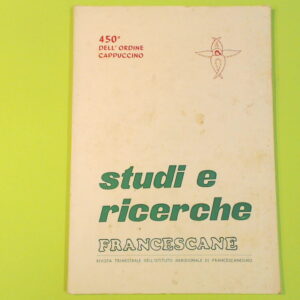 450°
DELL'ORDINE
CAPPUCCINO
studi e
ricerche
FRANCESCANE
RIVISTA TRIMESTRALE DELL'ISTITUTO MERIDIONALE DI FRANCESCANESIMO